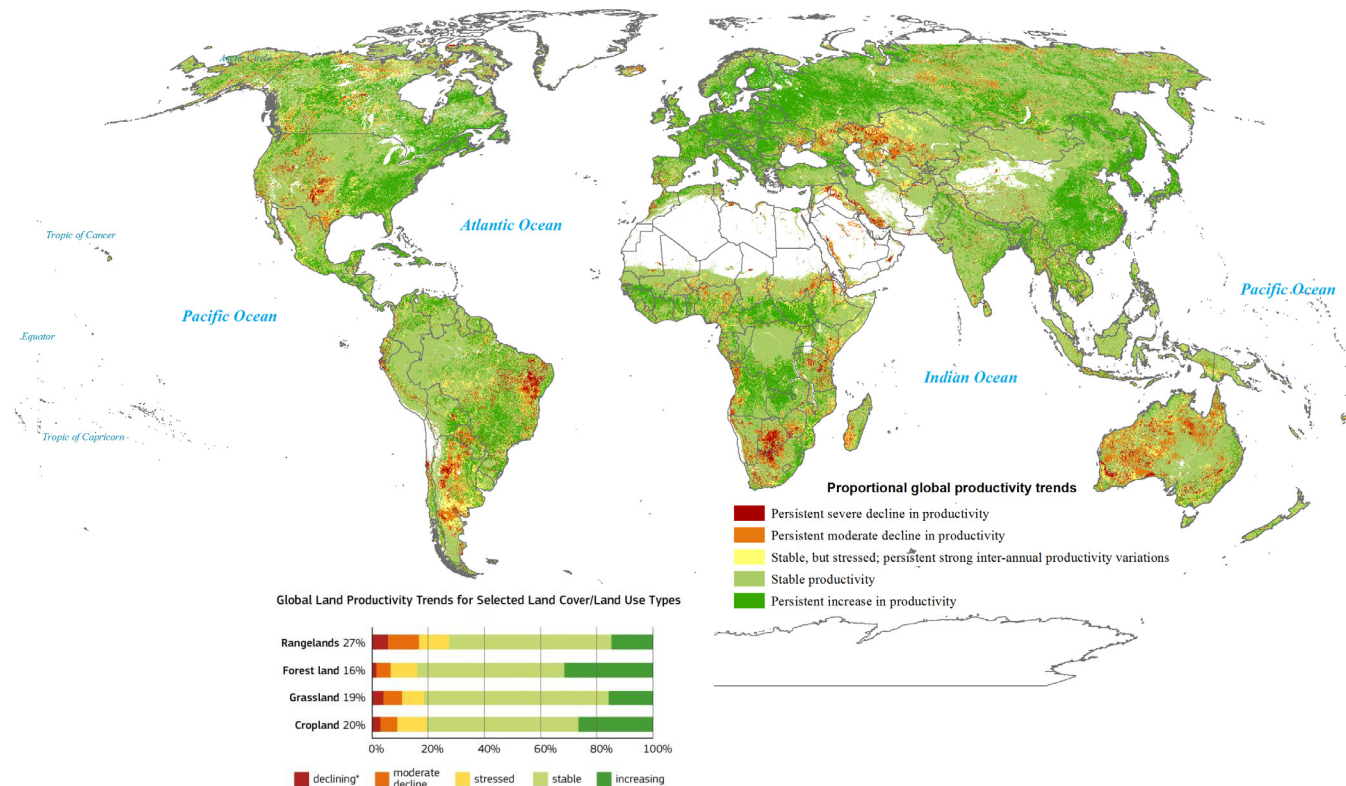 Arctic Circle
Atlantic Ocean
Tropic of Cancer
Pacific Ocean
Pacific Ocean
Equator
Indian Ocean
Tropic of Capricorn
Proportional global productivity trends
Persistent severe decline in productivity
Persistent moderate decline in productivity
Stable, but stressed; persistent strong inter-annual productivity variations
Stable productivity
Persistent increase in productivity
Global Land Productivity Trends for Selected Land Cover/Land Use Types
Rangelands 27%
Forest land 16%
Grassland 19%
Cropland 20%
0% 20% 40% 60% 80% 100%
declining* moderate decline stressed stable increasing